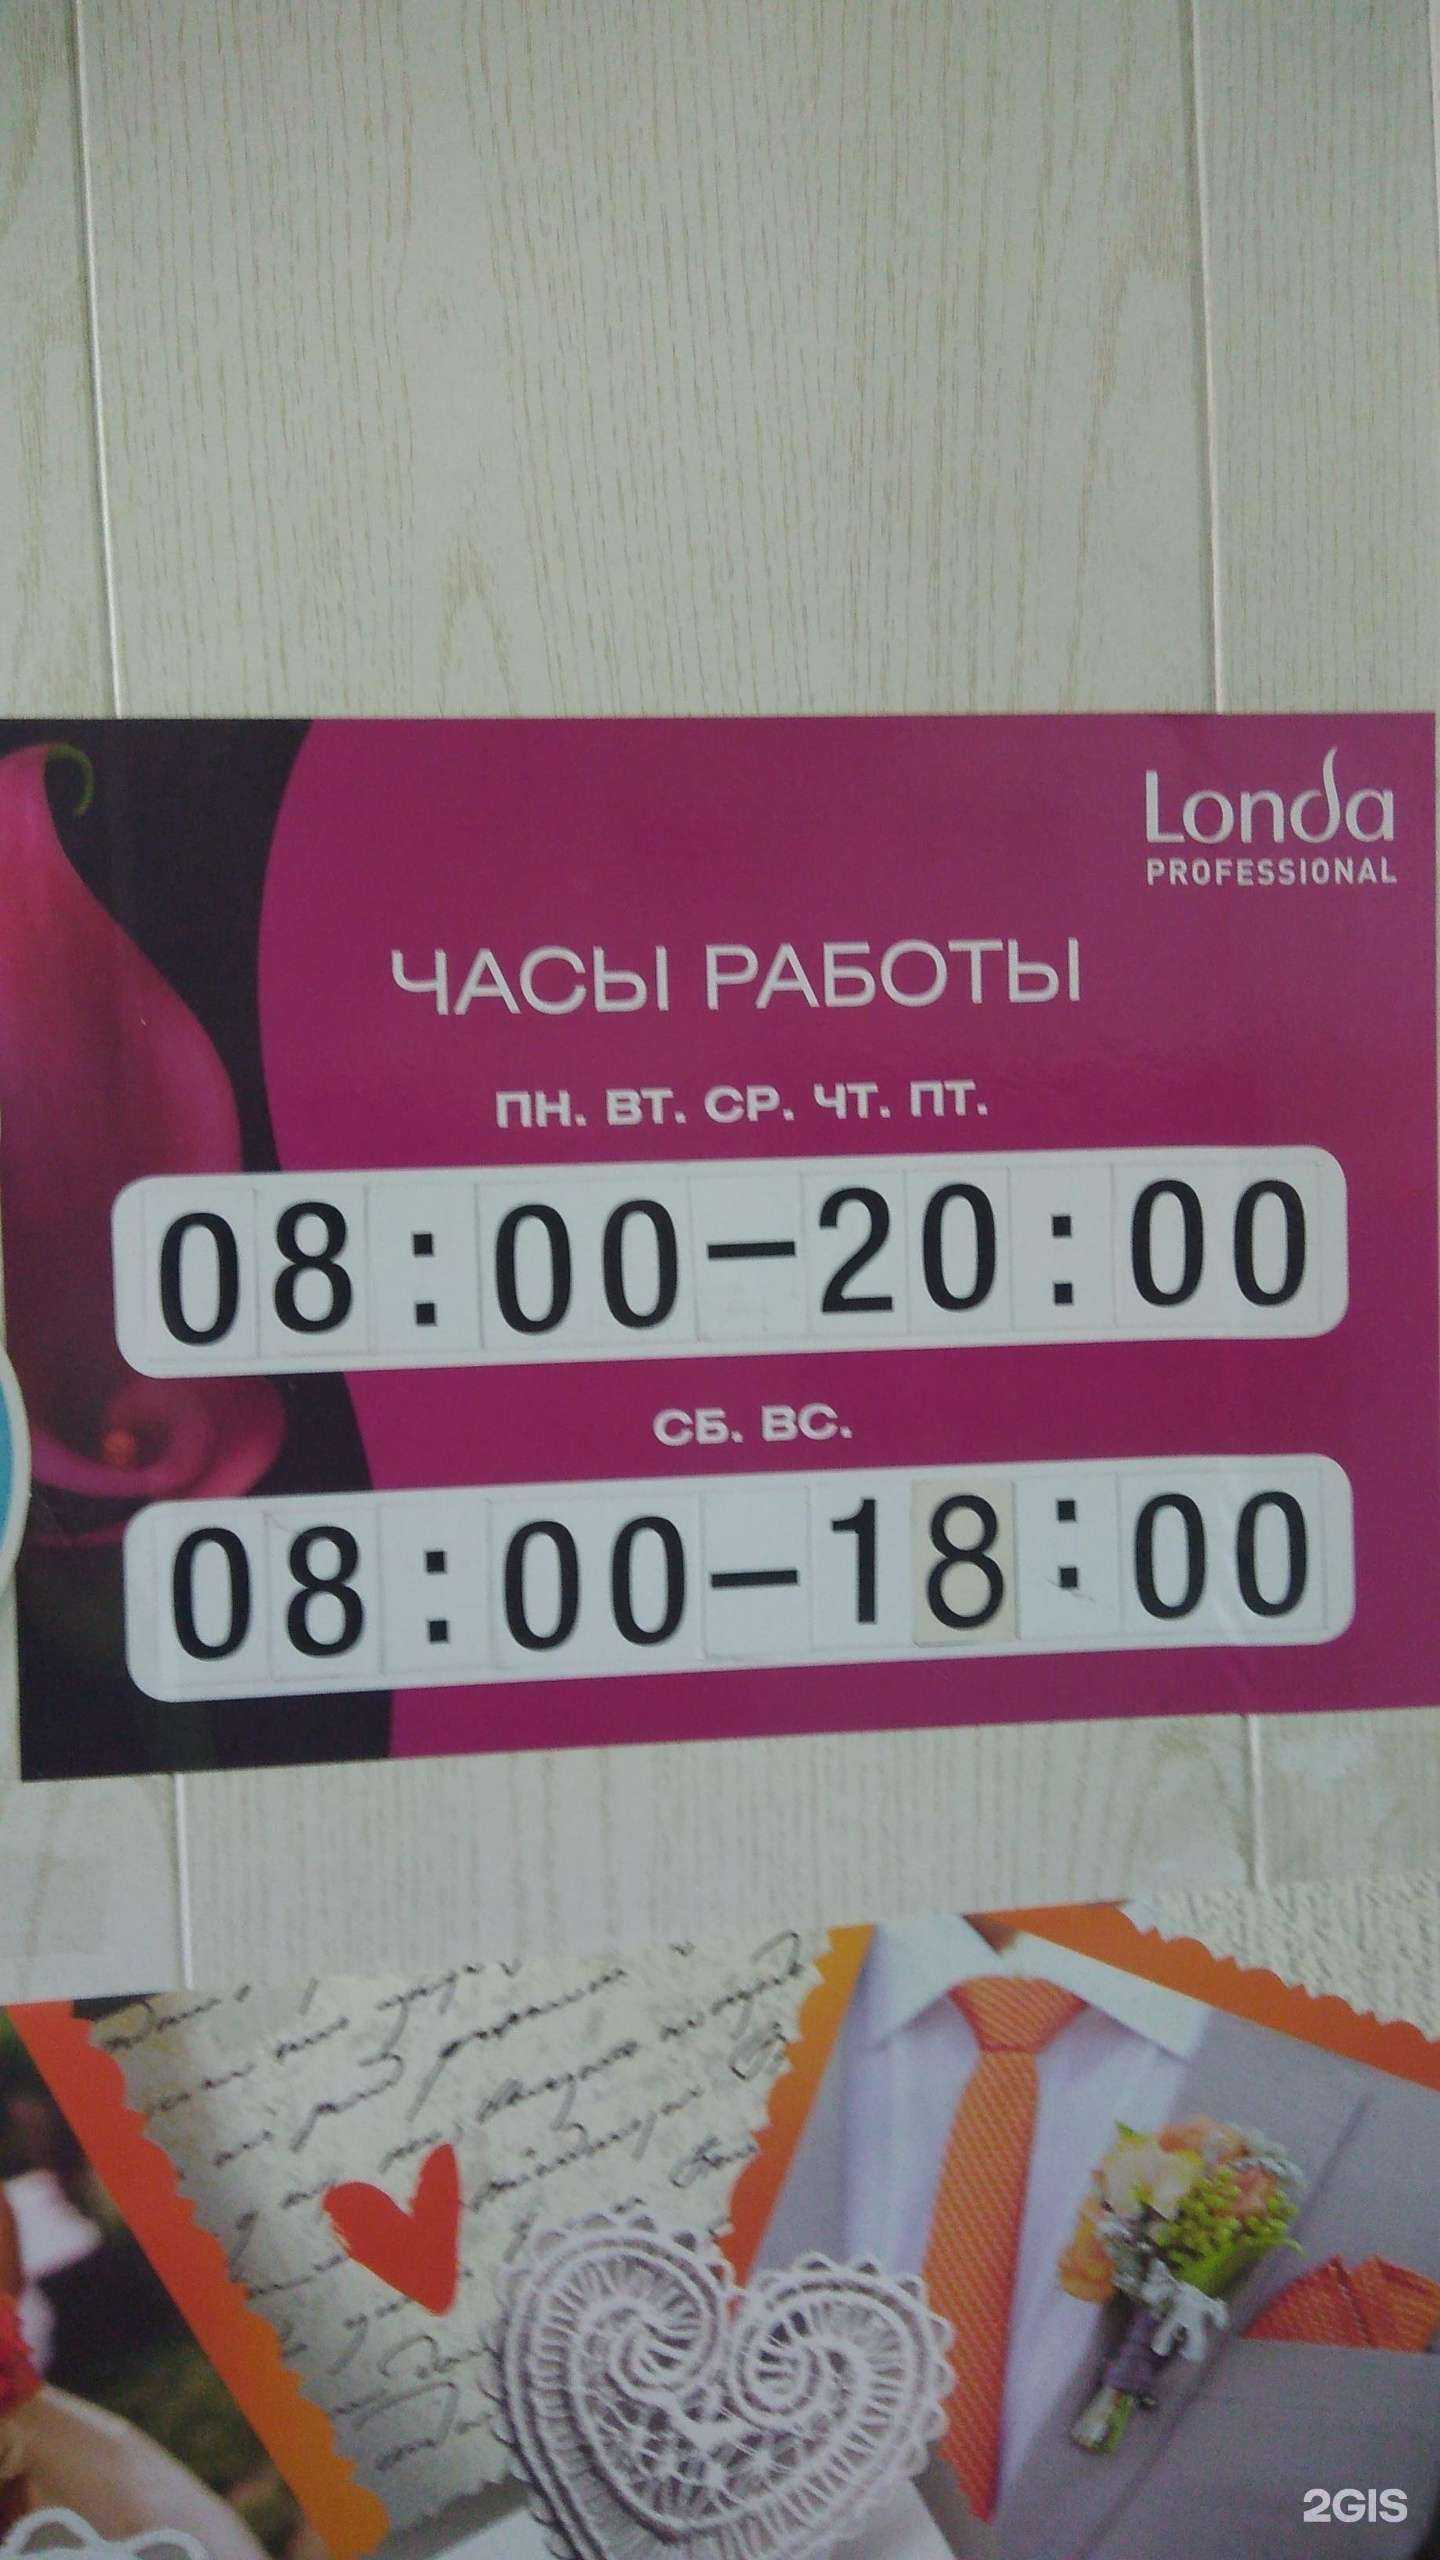 Londa
PROFESSIONAL
ЧАСЫ РАБОТЫ
ПН. ВТ. СР. ЧТ. ПТ.
08:00–20:00
СБ. ВС.
08:00–18:00
2GIS